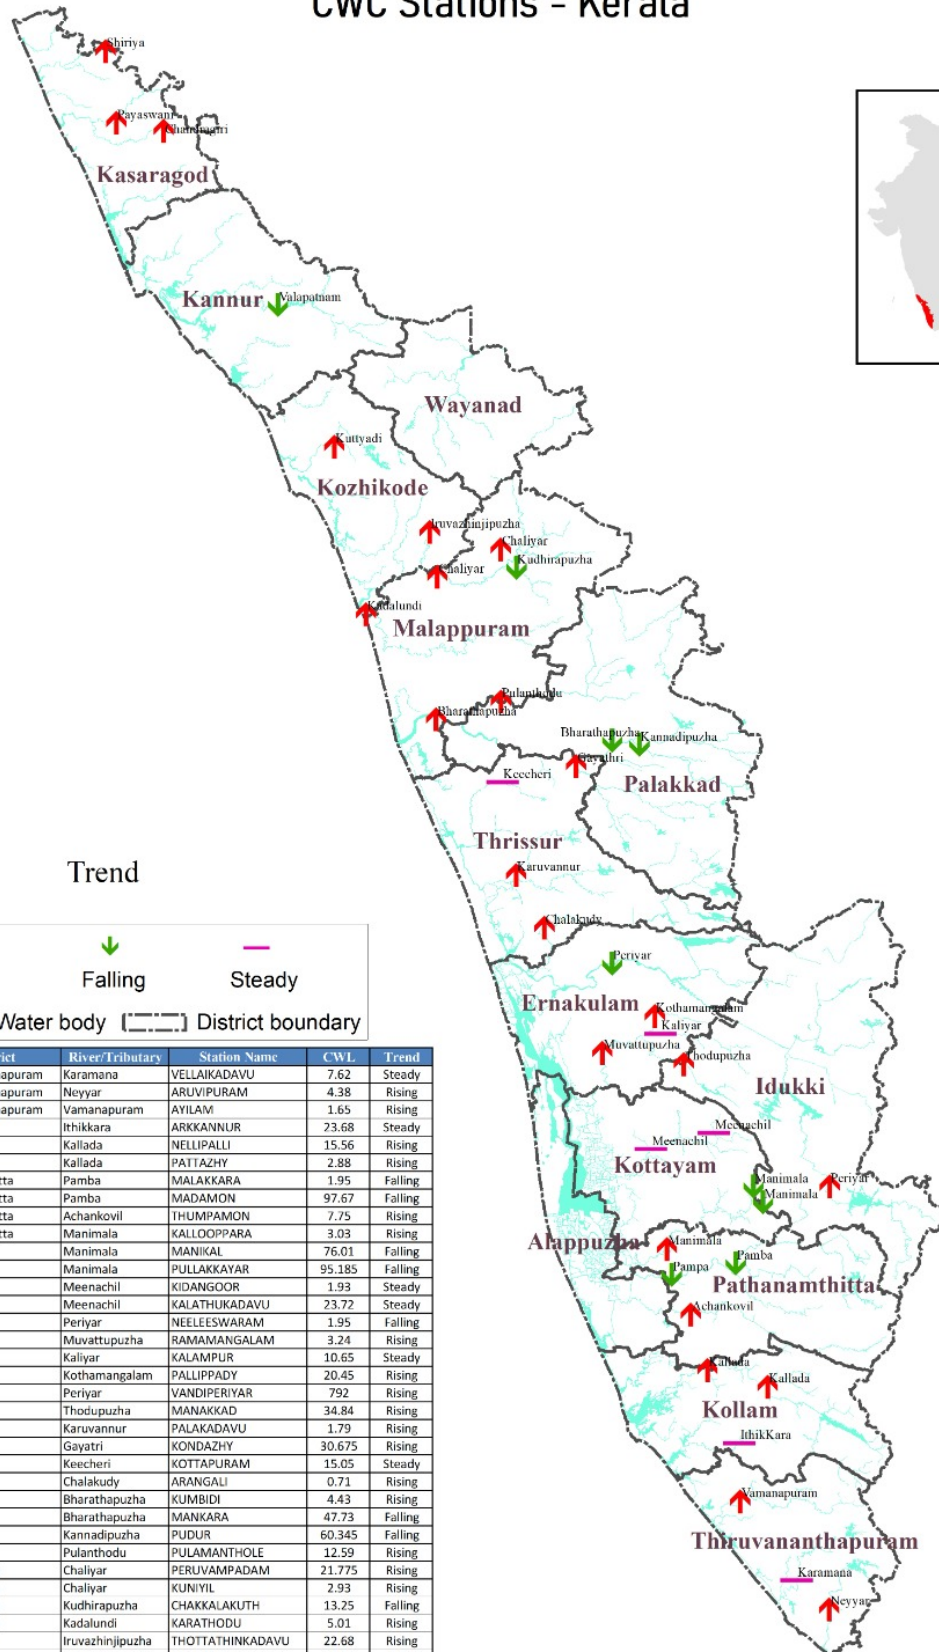 CWC Stations - Kerala
Shiriya
Payaswani
Chandragiri
Kasaragod
Kannur
Valapatnam
Wayanad
Kuttyadi
Kozhikode
Iruvazhinjipuzha
Chaliyar
Kudhirapuzha
Chaliyar
Kadalundi
Malappuram
Pulanthodu
Bharathapuzha
Bharathapuzha
Kannadipuzha
Gayathri
Keecheri
Palakkad
Thrissur
Karuvannur
Chalakudy
Periyar
Ernakulam
Kothamangalam
Kaliyar
Muvattupuzha
Thodupuzha
Idukki
Meenachil
Meenachil
Kottayam
Manimala
Periyar
Manimala
Alappuzha
Manimala
Pamba
Pampa
Pathanamthitta
Achankovil
Kallada
Kallada
Kollam
IthikKara
Vamanapuram
Thiruvananthapuram
Karamana
Neyyar
Trend
Falling Steady
Water body District boundary
rict River/Tributary Station Name CWL Trend
apuram Karamana VELLAIKADAVU 7.62 Steady
apuram Neyyar ARUVIPURAM 4.38 Rising
apuram Vamanapuram AYILAM 1.65 Rising
Ithikkara ARKKANNUR 23.68 Steady
Kallada NELLIPALLI 15.56 Rising
Kallada PATTAZHY 2.88 Rising
tta Pamba MALAKKARA 1.95 Falling
tta Pamba MADAMON 97.67 Falling
tta Achankovil THUMPAMON 7.75 Rising
tta Manimala KALLOOPPARA 3.03 Rising
Manimala MANIKAL 76.01 Falling
Manimala PULLAKKAYAR 95.185 Falling
Meenachil KIDANGOOR 1.93 Steady
Meenachil KALATHUKADAVU 23.72 Steady
Periyar NEELEESWARAM 1.95 Falling
Muvattupuzha RAMAMANGALAM 3.24 Rising
Kaliyar KALAMPUR 10.65 Steady
Kothamangalam PALLIPPADY 20.45 Rising
Periyar VANDIPERIYAR 792 Rising
Thodupuzha MANAKKAD 34.84 Rising
Karuvannur PALAKADAVU 1.79 Rising
Gayatri KONDAZHY 30.675 Rising
Keecheri KOTTAPURAM 15.05 Steady
Chalakudy ARANGALI 0.71 Rising
Bharathapuzha KUMBIDI 4.43 Rising
Bharathapuzha MANKARA 47.73 Falling
Kannadipuzha PUDUR 60.345 Falling
Pulanthodu PULAMANTHOLE 12.59 Rising
Chaliyar PERUVAMPADAM 21.775 Rising
Chaliyar KUNIYIL 2.93 Rising
Kudhirapuzha CHAKKALAKUTH 13.25 Falling
Kadalundi KARATHODU 5.01 Rising
Iruvazhinjipuzha THOTTATHINKADAVU 22.68 Rising